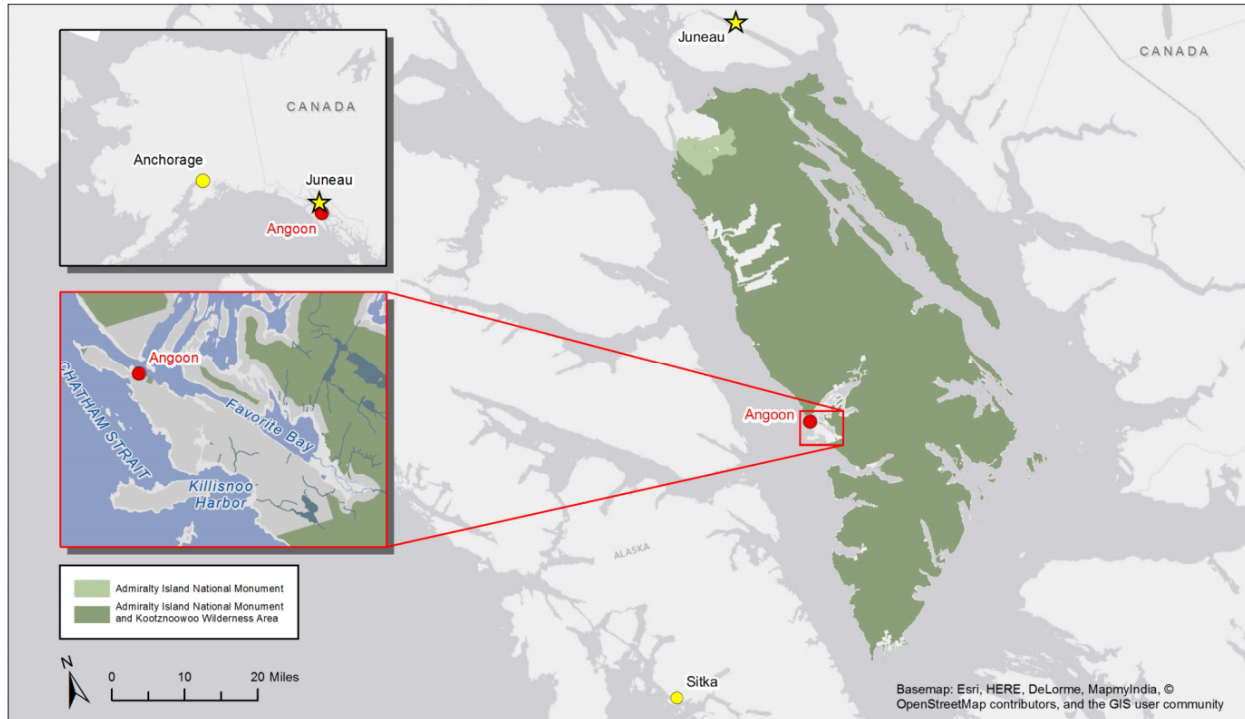 CANADA
Anchorage
Juneau
Angoon
Juneau
CANADA
Angoon
CHATHAM STRAIT
Favorite Bay
Killisnoo
Harbor
Angoon
ALASKA
Sitka
Admiralty Island National Monument
Admiralty Island National Monument
and Kootznoowoo Wilderness Area
N
0 10 20 Miles
Basemap: Esri, HERE, DeLorme, MapmyIndia, ©
OpenStreetMap contributors, and the GIS user community